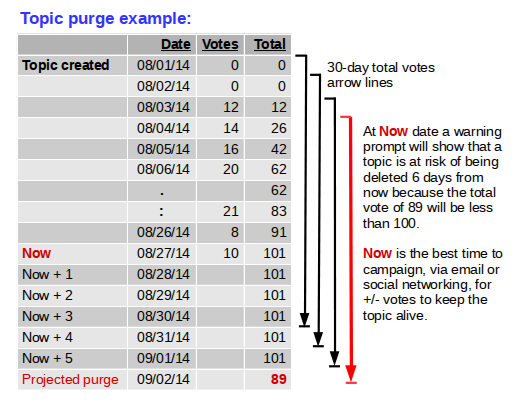 Topic purge example:
Date Votes Total
Topic created 08/01/14 0 0
08/02/14 0 0
08/03/14 12 12
08/04/14 14 26
08/05/14 16 42
08/06/14 20 62
. 62
: 21 83
08/26/14 8 91
Now 08/27/14 10 101
Now + 1 08/28/14 101
Now + 2 08/29/14 101
Now + 3 08/30/14 101
Now + 4 08/31/14 101
Now + 5 09/01/14 101
Projected purge 09/02/14 89
30-day total votes
arrow lines
At Now date a warning
prompt will show that a
topic is at risk of being
deleted 6 days from
now because the total
vote of 89 will be less
than 100.
Now is the best time to
campaign, via email or
social networking, for
+/- votes to keep the
topic alive.